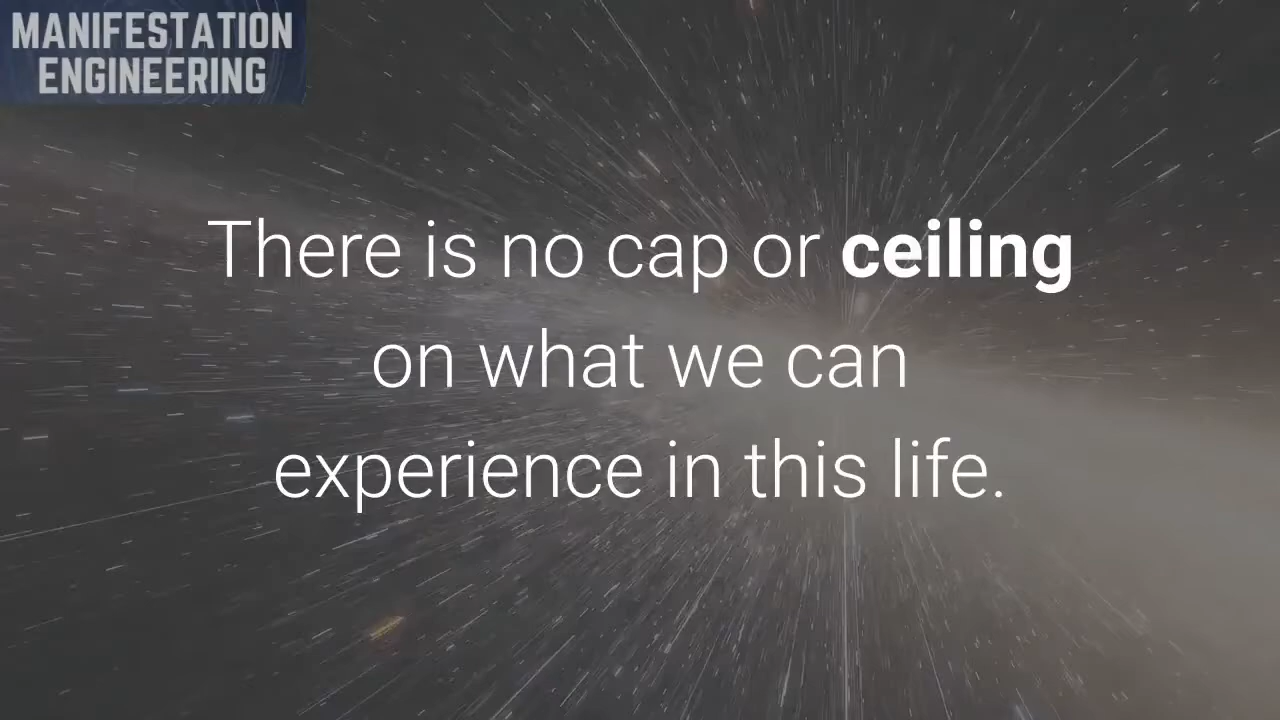 MANIFESTATION
ENGINEERING
There is no cap or ceiling
on what we can
experience in this life.